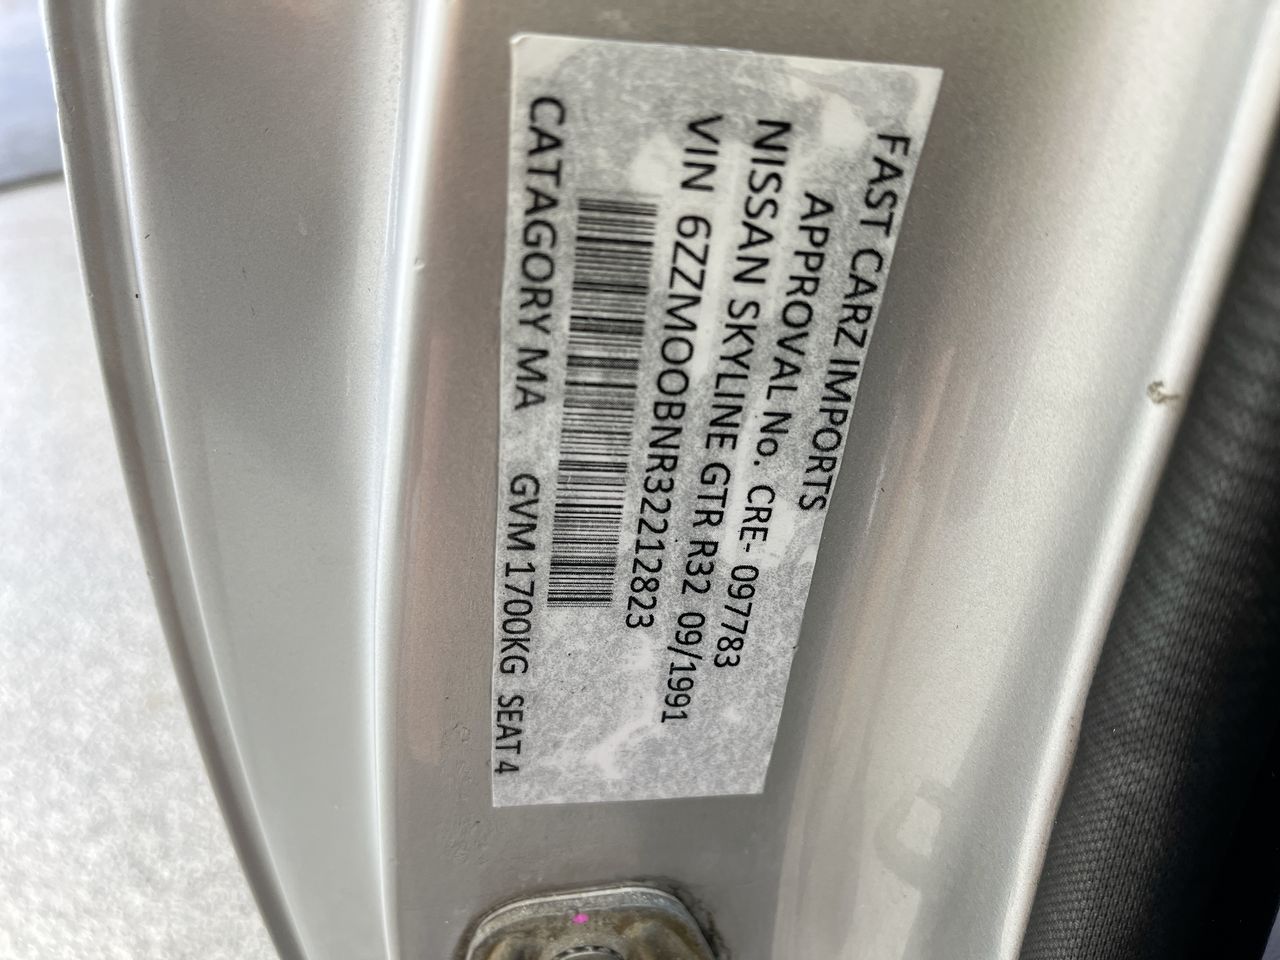 FAST CARZ IMPORTS
APPROVAL No. CRE- 097783
NISSAN SKYLINE GTR R32 09/1991
VIN 6ZZMOOBNR32212823
CATAGORY MA GVM 1700KG SEAT 4